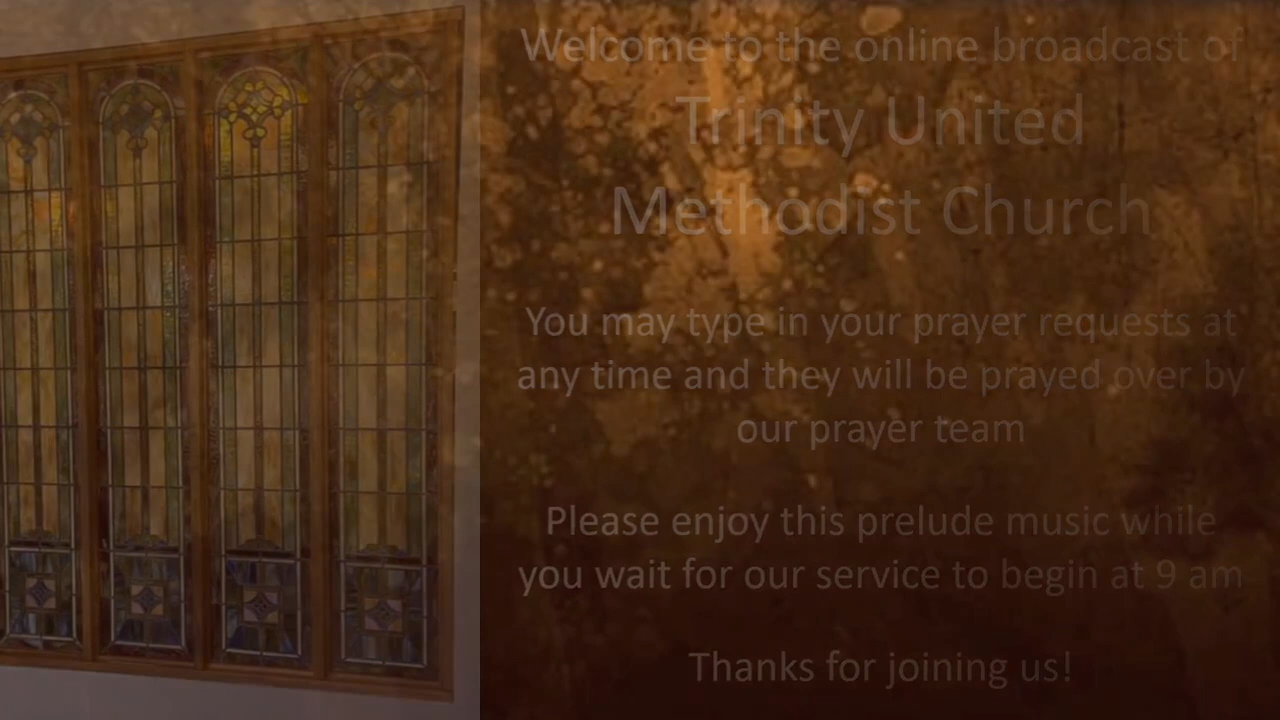 Welcome to the online broadcast of
Trinity United
Methodist Church
You may type in your prayer requests at
any time and they will be prayed over by
our prayer team
Please enjoy this prelude music while
you wait for our service to begin at 9 am
Thanks for joining us!